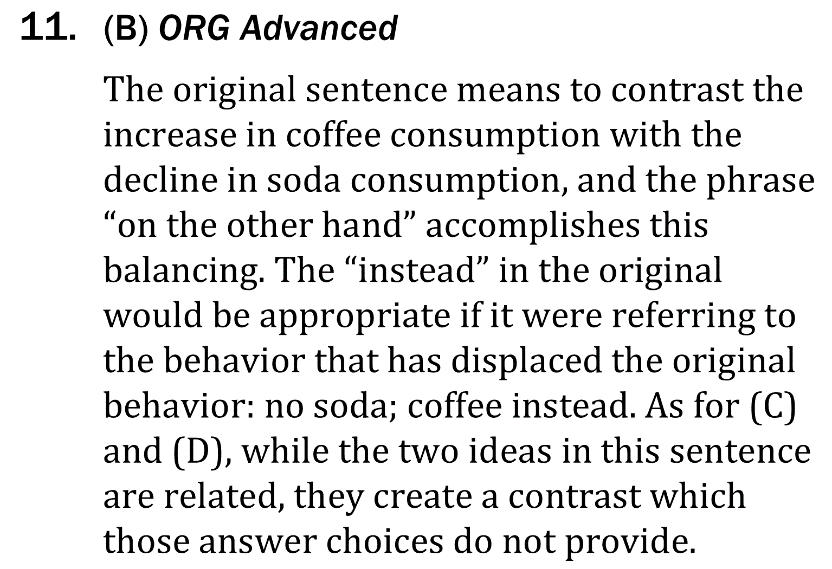 11. (B) ORG Advanced
The original sentence means to contrast the
increase in coffee consumption with the
decline in soda consumption, and the phrase
“on the other hand” accomplishes this
balancing. The “instead” in the original
would be appropriate if it were referring to
the behavior that has displaced the original
behavior: no soda; coffee instead. As for (C)
and (D), while the two ideas in this sentence
are related, they create a contrast which
those answer choices do not provide.